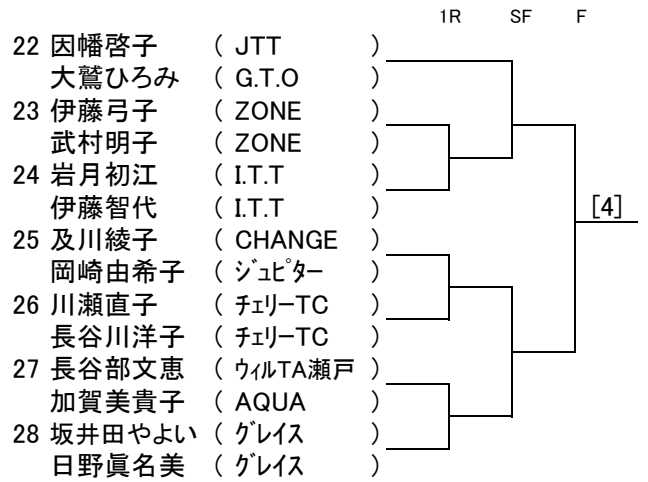 1R SF F
22 因幡啓子 ( JTT )
大鷲ひろみ ( G.T.O )
23 伊藤弓子 ( ZONE )
武村明子 ( ZONE )
24 岩月初江 ( I.T.T )
伊藤智代 ( I.T.T )
[4]
25 及川綾子 ( CHANGE )
岡崎由希子 ( ｼﾞｭﾋﾟﾀｰ )
26 川瀬直子 ( ﾁｪﾘｰTC )
長谷川洋子 ( ﾁｪﾘｰTC )
27 長谷部文恵 ( ｳｨﾙTA瀬戸 )
加賀美貴子 ( AQUA )
28 坂井田やよい ( ｸﾞﾚｲｽ )
日野眞名美 ( ｸﾞﾚｲｽ )